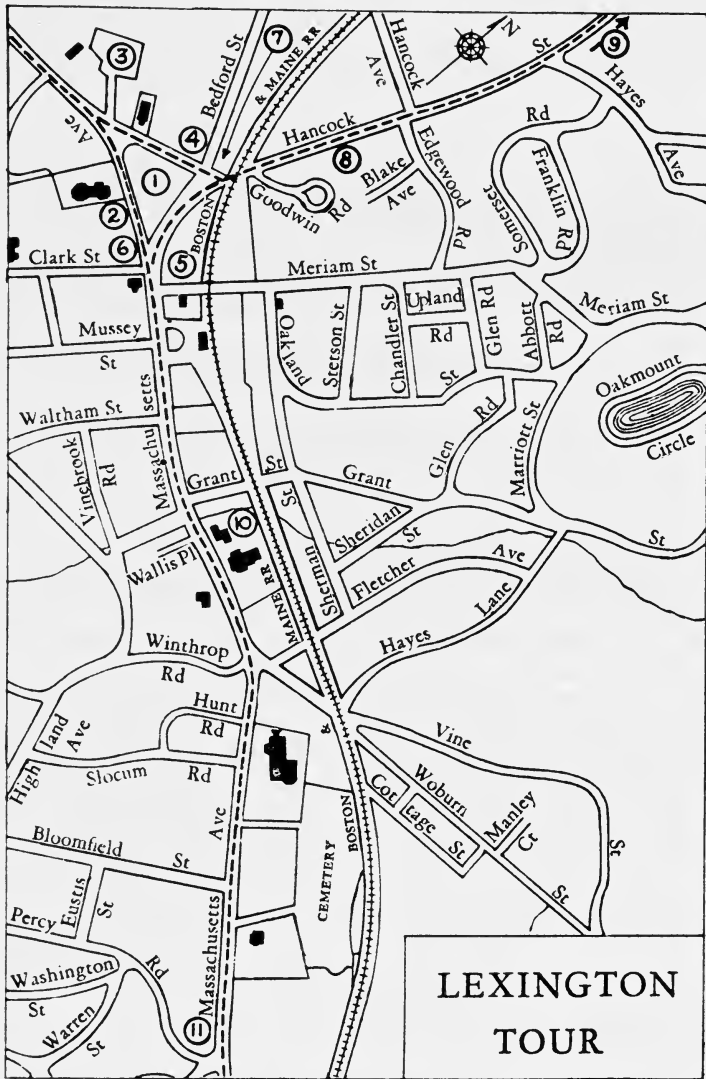 3
7
Bedford St
& MAINE RR
Hancock
Ave
N
St
9
Hayes
Ave
Ave
4
Hancock
8
Rd
Franklin Rd
Somerset
1
Blake
Ave
Edgewood
Rd
Goodwin
Rd
2
6
BOSTON
Clark St
5
Meriam St
Meriam St
Mussey
St
Oakland
St
Stetson St
Chandler St
Upland
Rd
Glen Rd
Abbott
Rd
Oakmount
Circle
Waltham St
Massachusetts
Vinebrook
Rd
Grant
St
Grant
St
Glen
Rd
Marriott St
10
St
Sherman
Sheridan
St
Wallis Pl
MAINE RR
Fletcher
Ave
Hayes
Lane
Winthrop
Rd
Hunt
Rd
&
Highland
Ave
Slocum
Rd
Vine
St
Woburn
St
Cottage St
Manley
Ct
BOSTON
Bloomfield
St
Ave
CEMETERY
Eustis
St
Percy
Rd
Massachusetts
Washington
St
Warren
St
11
LEXINGTON
TOUR